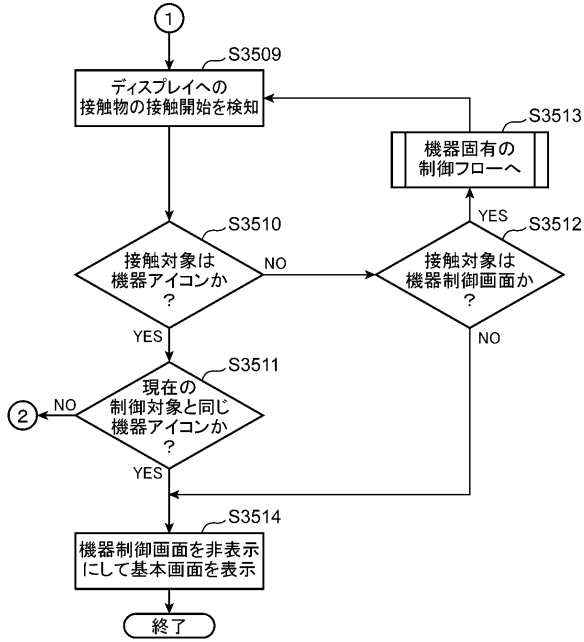 1
S3509
ディスプレイへの
接触物の接触開始を検知
S3513
機器固有の
制御フローへ
S3510
接触対象は
機器アイコンか
?
NO
YES
S3512
接触対象は
機器制御画面か
?
YES
NO
S3511
現在の
制御対象と同じ
機器アイコンか
?
NO
2
YES
S3514
機器制御画面を非表示
にして基本画面を表示
終了